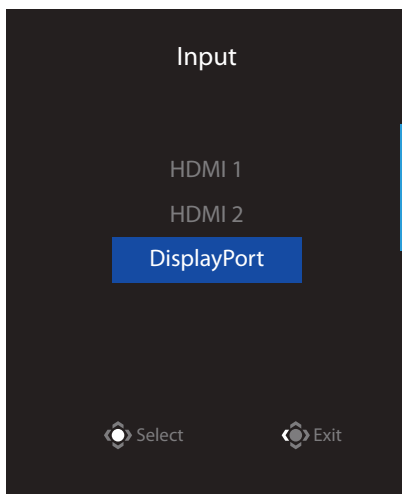 Input
HDMI 1
HDMI 2
DisplayPort
Select Exit